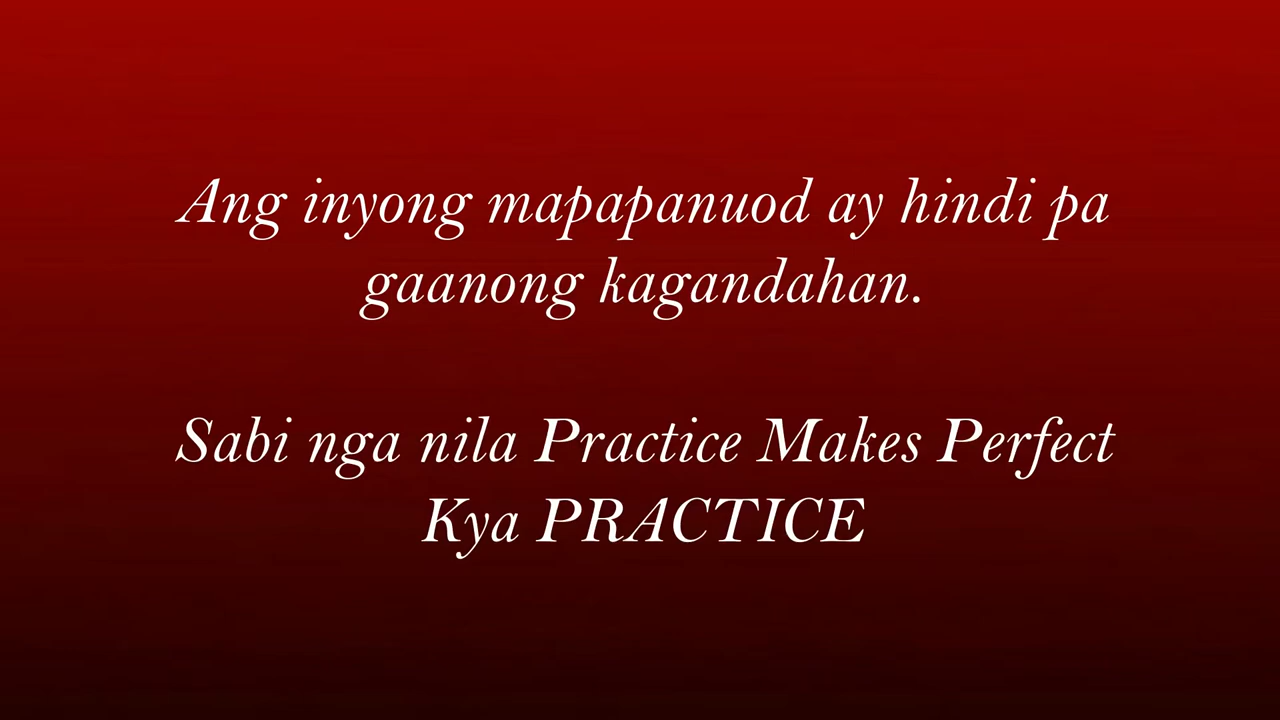 Ang inyong mapapanuod ay hindi pa
gaanong kagandahan.
Sabi nga nila Practice Makes Perfect
Kya PRACTICE